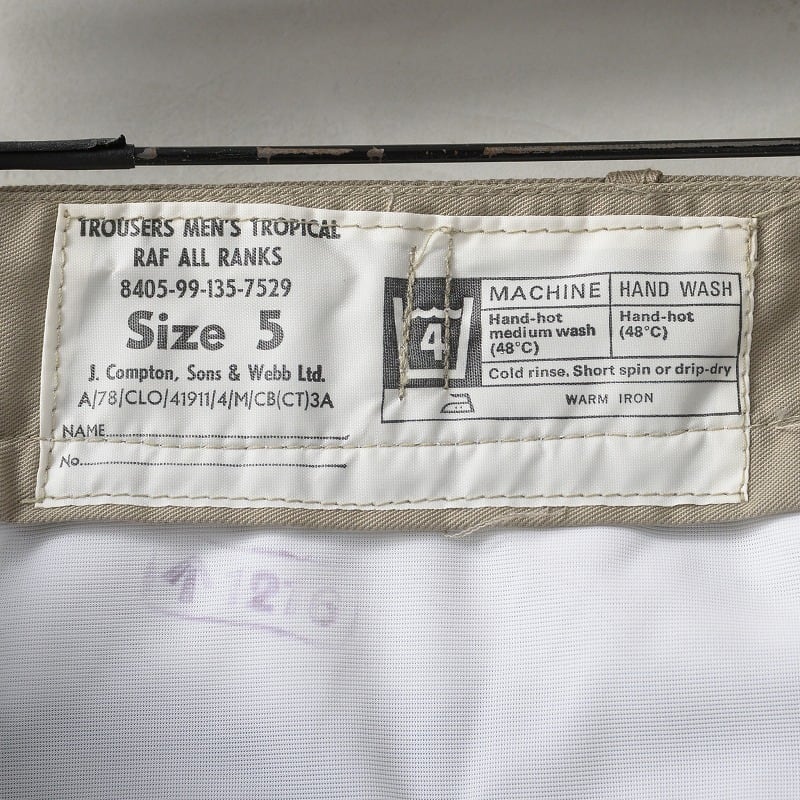 TROUSERS MEN'S TROPICAL
RAF ALL RANKS
8405-99-135-7529
Size 5
J. Compton, Sons & Webb Ltd.
A/78/CLO/41911/4/M/CB(CT)3A
NAME
No.
4
MACHINE
Hand-hot
medium wash
(48°C)
HAND WASH
Hand-hot
(48°C)
Cold rinse. Short spin or drip-dry
WARM IRON